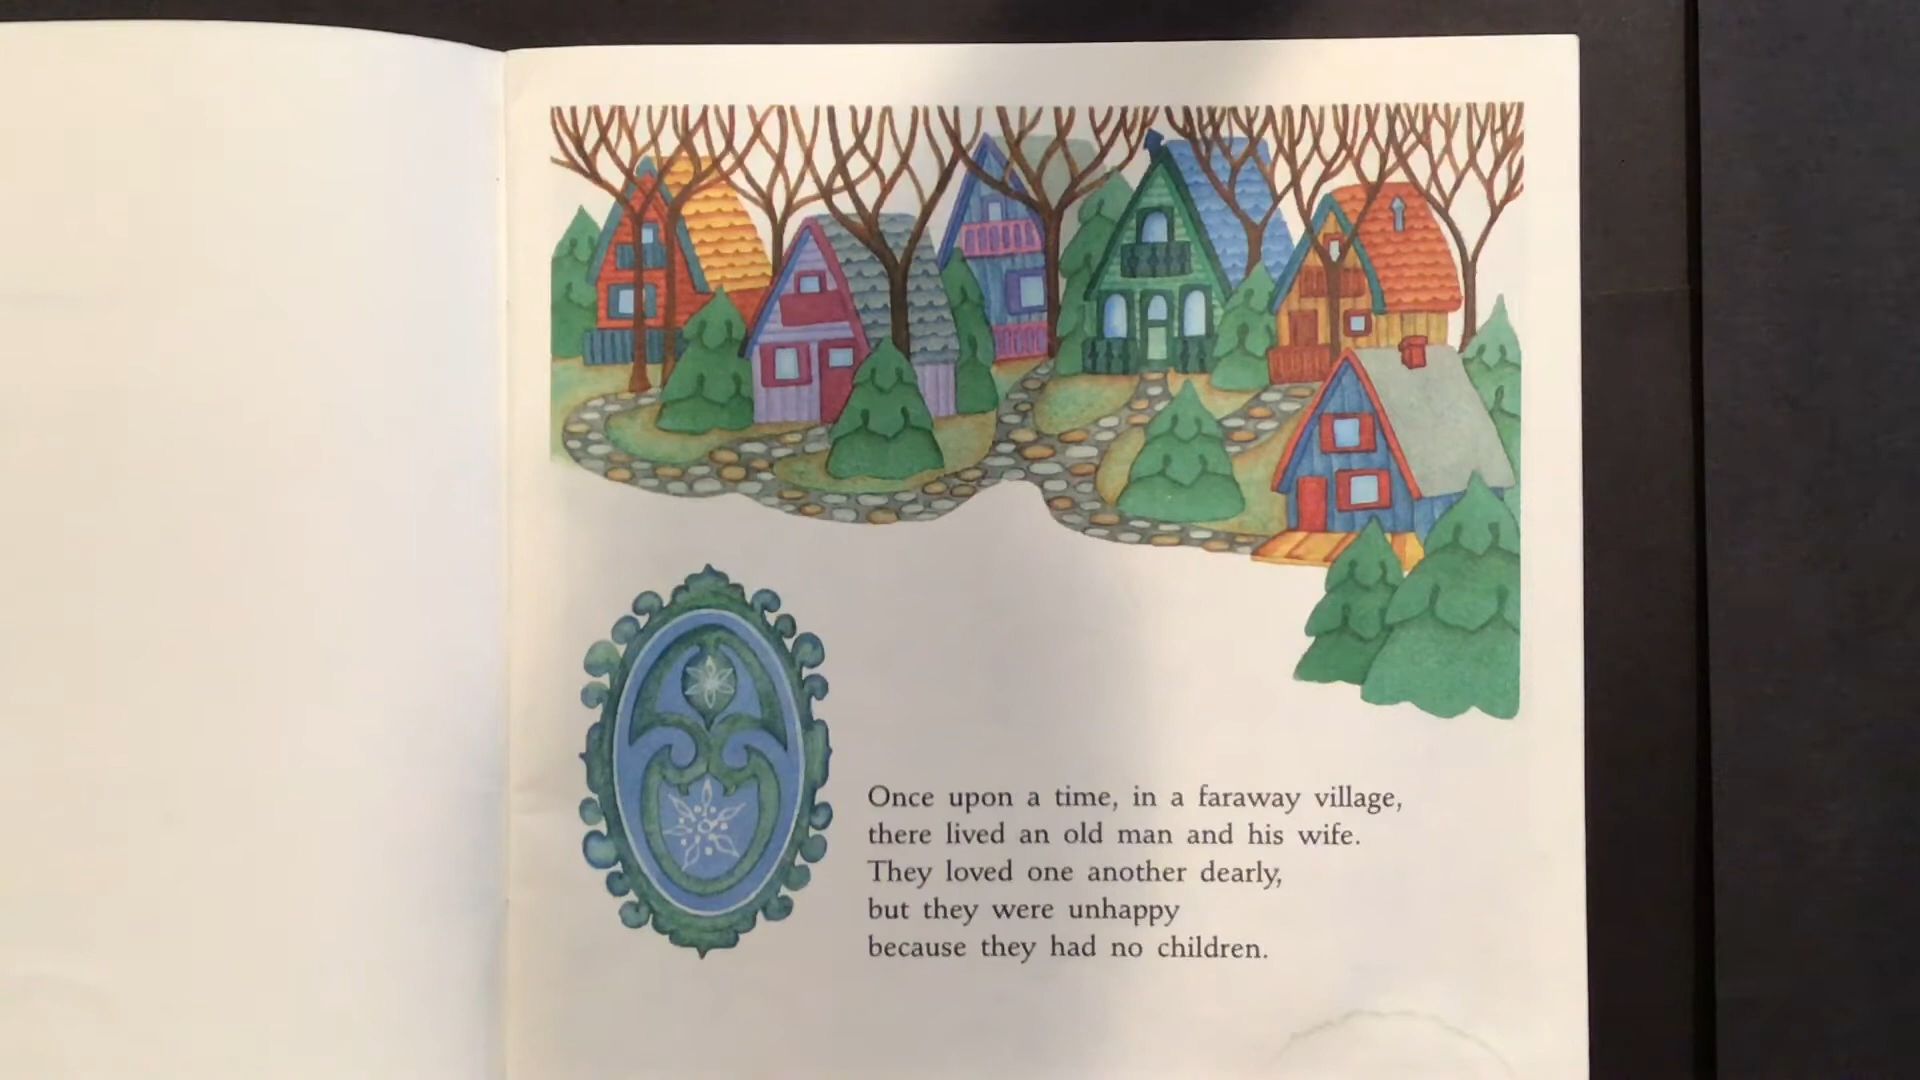 Once upon a time, in a faraway village,
there lived an old man and his wife.
They loved one another dearly,
but they were unhappy
because they had no children.